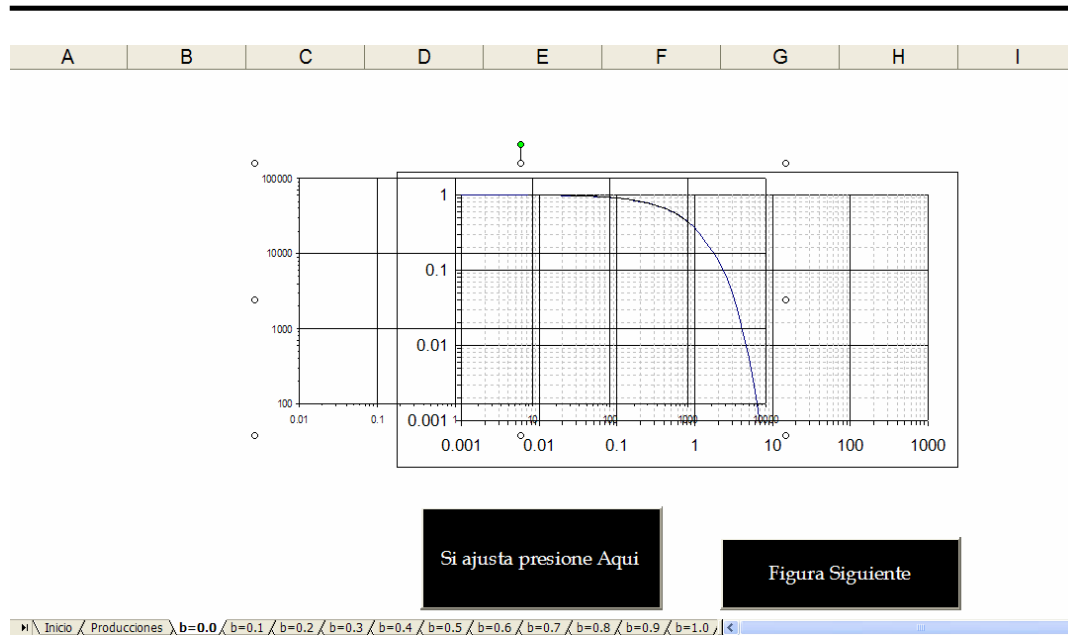 A B C D E F G H I
100000
10000
1000
100
0.01 0.1 1 10 100 1000 10000
1
0.1
0.01
0.001
0.001 0.01 0.1 1 10 100 1000
Si ajusta presione Aqui
Figura Siguiente
Inicio Producciones b=0.0 b=0.1 b=0.2 b=0.3 b=0.4 b=0.5 b=0.6 b=0.7 b=0.8 b=0.9 b=1.0